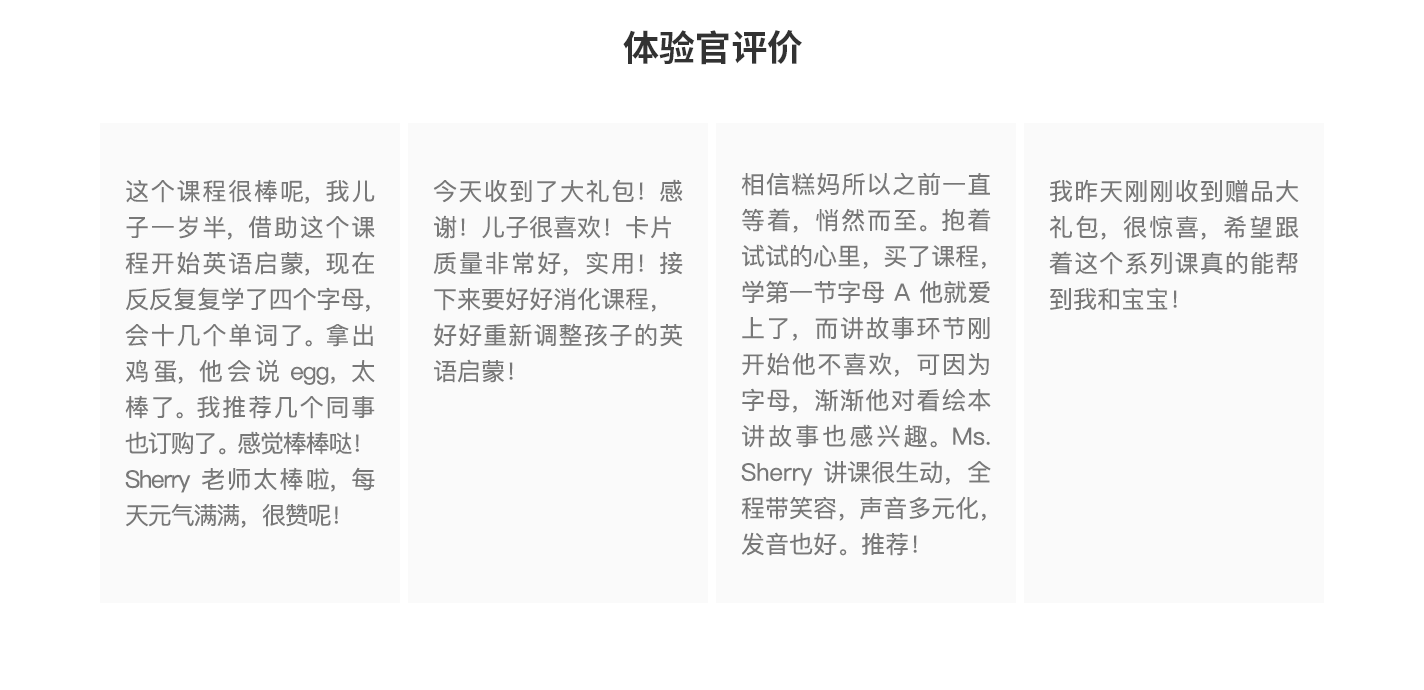 体验官评价
这个课程很棒呢，我儿
子一岁半，借助这个课
程开始英语启蒙，现在
反反复复学了四个字母，
会十几个单词了。拿出
鸡蛋，他会说 egg，太
棒了。我推荐几个同事
也订购了。感觉棒棒哒！
Sherry 老师太棒啦，每
天元气满满，很赞呢！
今天收到了大礼包！感
谢！儿子很喜欢！卡片
质量非常好，实用！接
下来要好好消化课程，
好好重新调整孩子的英
语启蒙！
相信糕妈所以之前一直
等着，悄然而至。抱着
试试的心里，买了课程，
学第一节字母 A 他就爱
上了，而讲故事环节刚
开始他不喜欢，可因为
字母，渐渐他对看绘本
讲故事也感兴趣。Ms.
Sherry 讲课很生动，全
程带笑容，声音多元化，
发音也好。推荐！
我昨天刚刚收到赠品大
礼包，很惊喜，希望跟
着这个系列课真的能帮
到我和宝宝！